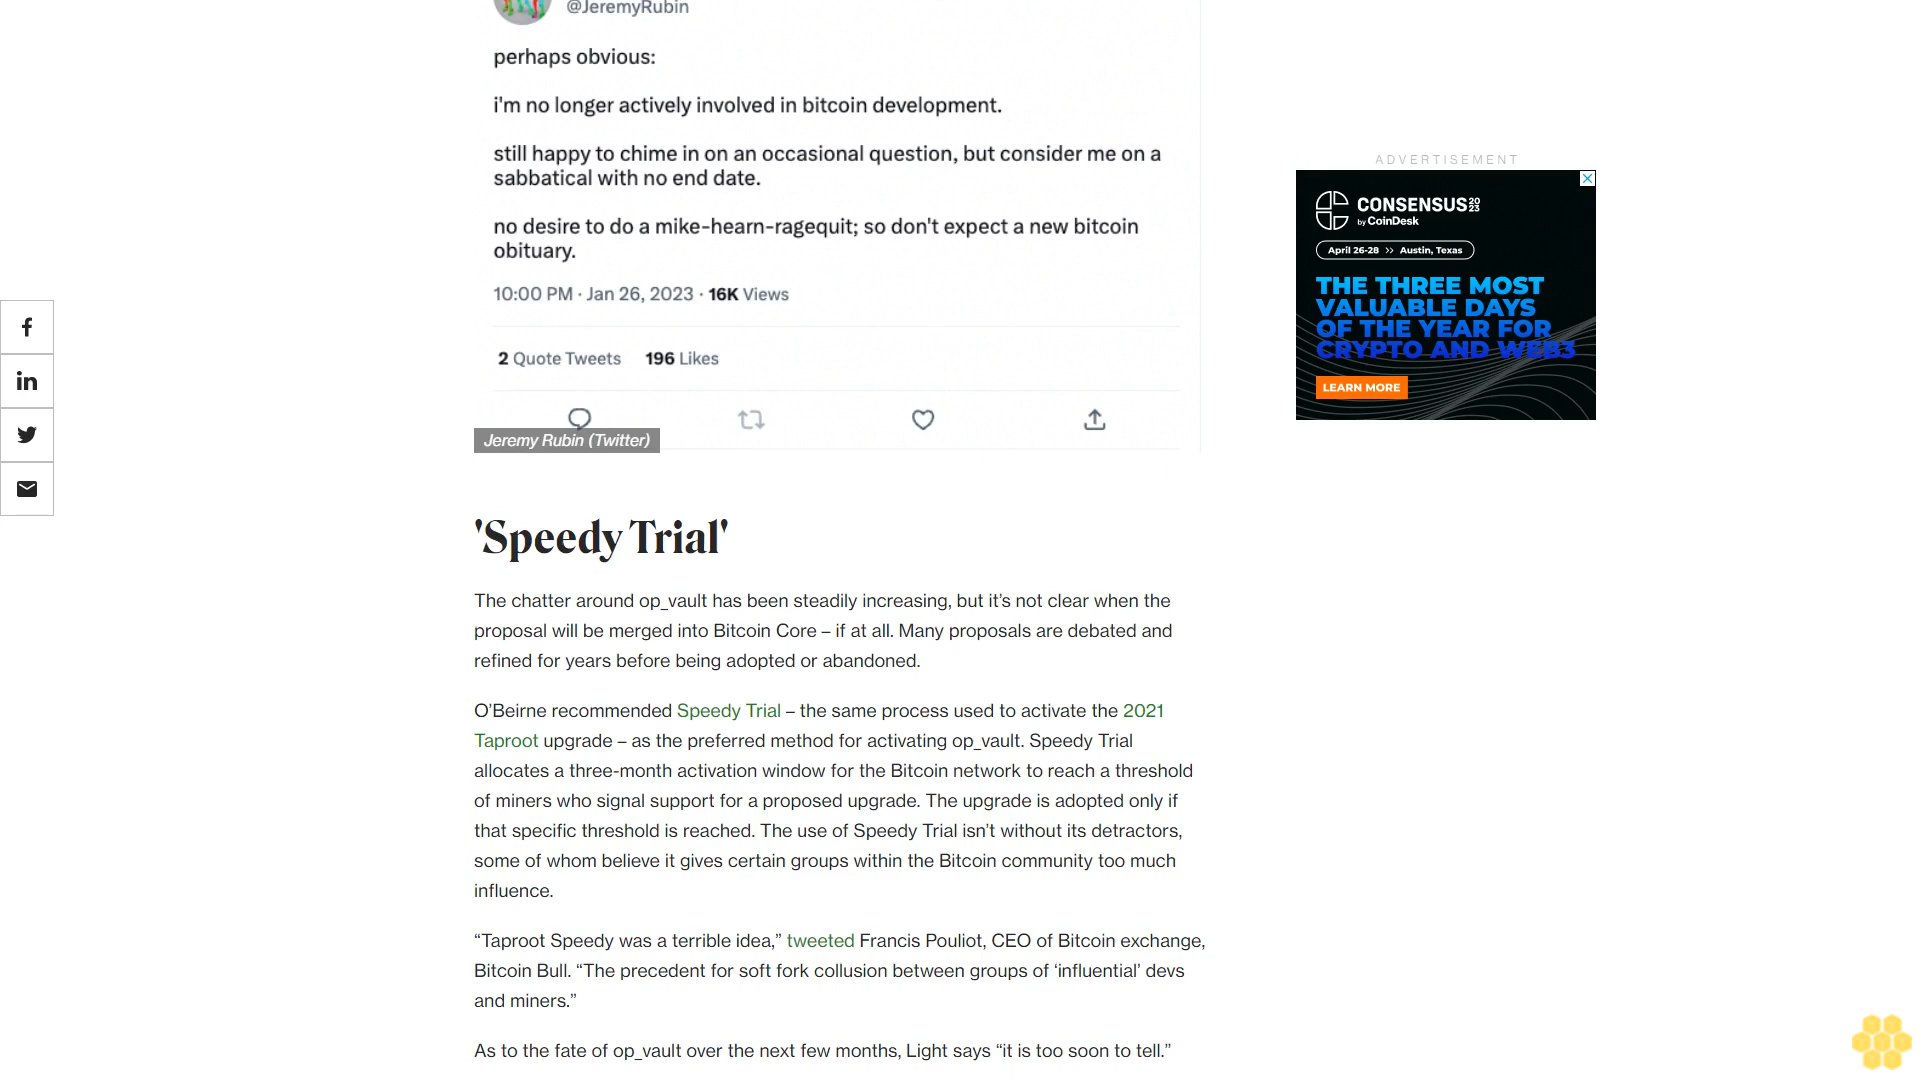 @JeremyRubin
perhaps obvious:
i'm no longer actively involved in bitcoin development.
still happy to chime in on an occasional question, but consider me on a
sabbatical with no end date.
no desire to do a mike-hearn-ragequit; so don't expect a new bitcoin
obituary.
10:00 PM · Jan 26, 2023 · 16K Views
2 Quote Tweets 196 Likes
Jeremy Rubin (Twitter)
ADVERTISEMENT
CONSENSUS 2023
by CoinDesk
April 26-28 >> Austin, Texas
THE THREE MOST
VALUABLE DAYS
OF THE YEAR FOR
CRYPTO AND WEB3
LEARN MORE
'Speedy Trial'
The chatter around op_vault has been steadily increasing, but it’s not clear when the
proposal will be merged into Bitcoin Core – if at all. Many proposals are debated and
refined for years before being adopted or abandoned.
O’Beirne recommended Speedy Trial – the same process used to activate the 2021
Taproot upgrade – as the preferred method for activating op_vault. Speedy Trial
allocates a three-month activation window for the Bitcoin network to reach a threshold
of miners who signal support for a proposed upgrade. The upgrade is adopted only if
that specific threshold is reached. The use of Speedy Trial isn’t without its detractors,
some of whom believe it gives certain groups within the Bitcoin community too much
influence.
“Taproot Speedy was a terrible idea,” tweeted Francis Pouliot, CEO of Bitcoin exchange,
Bitcoin Bull. “The precedent for soft fork collusion between groups of ‘influential’ devs
and miners.”
As to the fate of op_vault over the next few months, Light says “it is too soon to tell.”